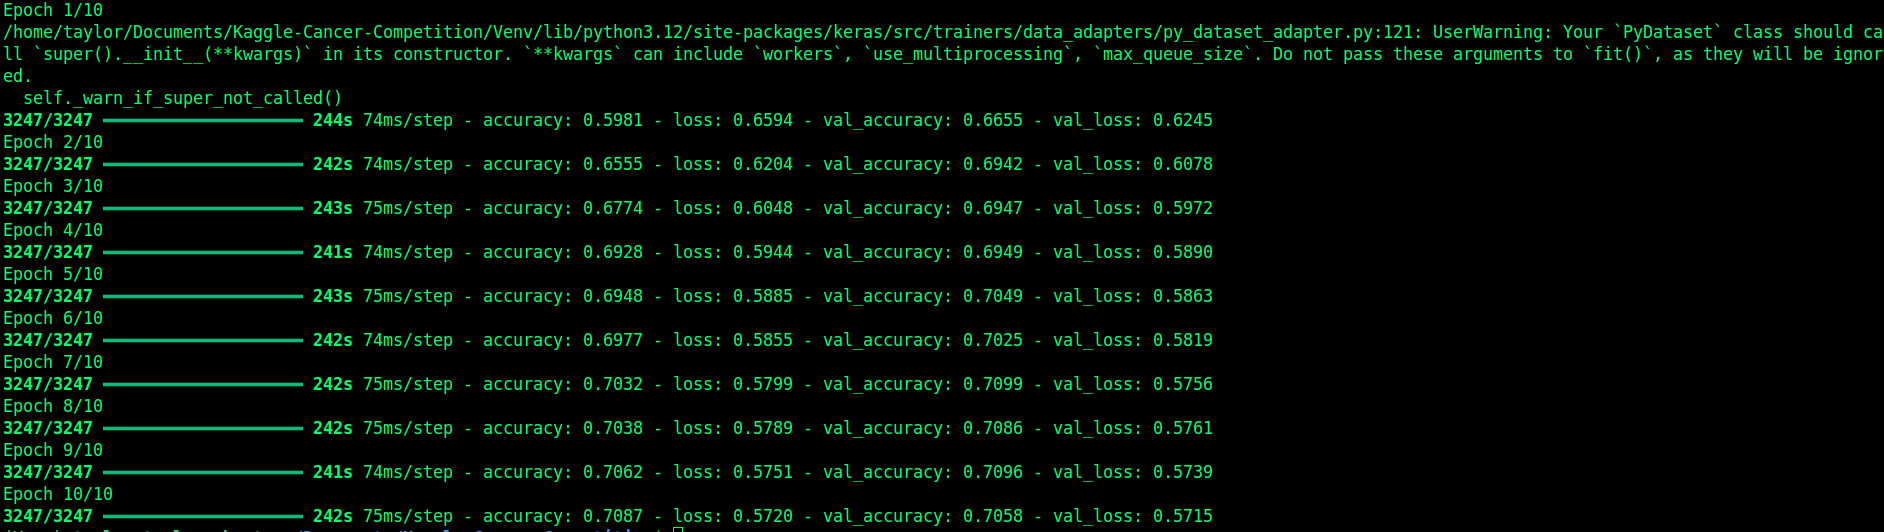 Epoch 1/10
/home/taylor/Documents/Kaggle-Cancer-Competition/Venv/lib/python3.12/site-packages/keras/src/trainers/data_adapters/py_dataset_adapter.py:121: UserWarning: Your `PyDataset` class should ca
ll `super().__init__(**kwargs)` in its constructor. `**kwargs` can include `workers`, `use_multiprocessing`, `max_queue_size`. Do not pass these arguments to `fit()`, as they will be ignor
ed.
  self._warn_if_super_not_called()
3247/3247 ━━━━━━━━━━━━━━━━━━━━ 244s 74ms/step - accuracy: 0.5981 - loss: 0.6594 - val_accuracy: 0.6655 - val_loss: 0.6245
Epoch 2/10
3247/3247 ━━━━━━━━━━━━━━━━━━━━ 242s 74ms/step - accuracy: 0.6555 - loss: 0.6204 - val_accuracy: 0.6942 - val_loss: 0.6078
Epoch 3/10
3247/3247 ━━━━━━━━━━━━━━━━━━━━ 243s 75ms/step - accuracy: 0.6774 - loss: 0.6048 - val_accuracy: 0.6947 - val_loss: 0.5972
Epoch 4/10
3247/3247 ━━━━━━━━━━━━━━━━━━━━ 241s 74ms/step - accuracy: 0.6928 - loss: 0.5944 - val_accuracy: 0.6949 - val_loss: 0.5890
Epoch 5/10
3247/3247 ━━━━━━━━━━━━━━━━━━━━ 243s 75ms/step - accuracy: 0.6948 - loss: 0.5885 - val_accuracy: 0.7049 - val_loss: 0.5863
Epoch 6/10
3247/3247 ━━━━━━━━━━━━━━━━━━━━ 242s 74ms/step - accuracy: 0.6977 - loss: 0.5855 - val_accuracy: 0.7025 - val_loss: 0.5819
Epoch 7/10
3247/3247 ━━━━━━━━━━━━━━━━━━━━ 242s 75ms/step - accuracy: 0.7032 - loss: 0.5799 - val_accuracy: 0.7099 - val_loss: 0.5756
Epoch 8/10
3247/3247 ━━━━━━━━━━━━━━━━━━━━ 242s 75ms/step - accuracy: 0.7038 - loss: 0.5789 - val_accuracy: 0.7086 - val_loss: 0.5761
Epoch 9/10
3247/3247 ━━━━━━━━━━━━━━━━━━━━ 241s 74ms/step - accuracy: 0.7062 - loss: 0.5751 - val_accuracy: 0.7096 - val_loss: 0.5739
Epoch 10/10
3247/3247 ━━━━━━━━━━━━━━━━━━━━ 242s 75ms/step - accuracy: 0.7087 - loss: 0.5720 - val_accuracy: 0.7058 - val_loss: 0.5715